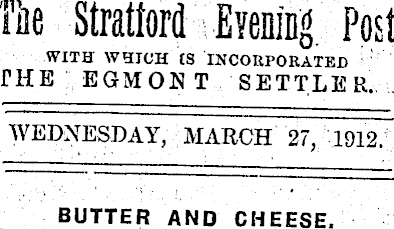 The Stratford Evening Post
WITH WHICH IS INCORPORATED
THE EGMONT SETTLER.
WEDNESDAY, MARCH 27, 1912.
BUTTER AND CHEESE.